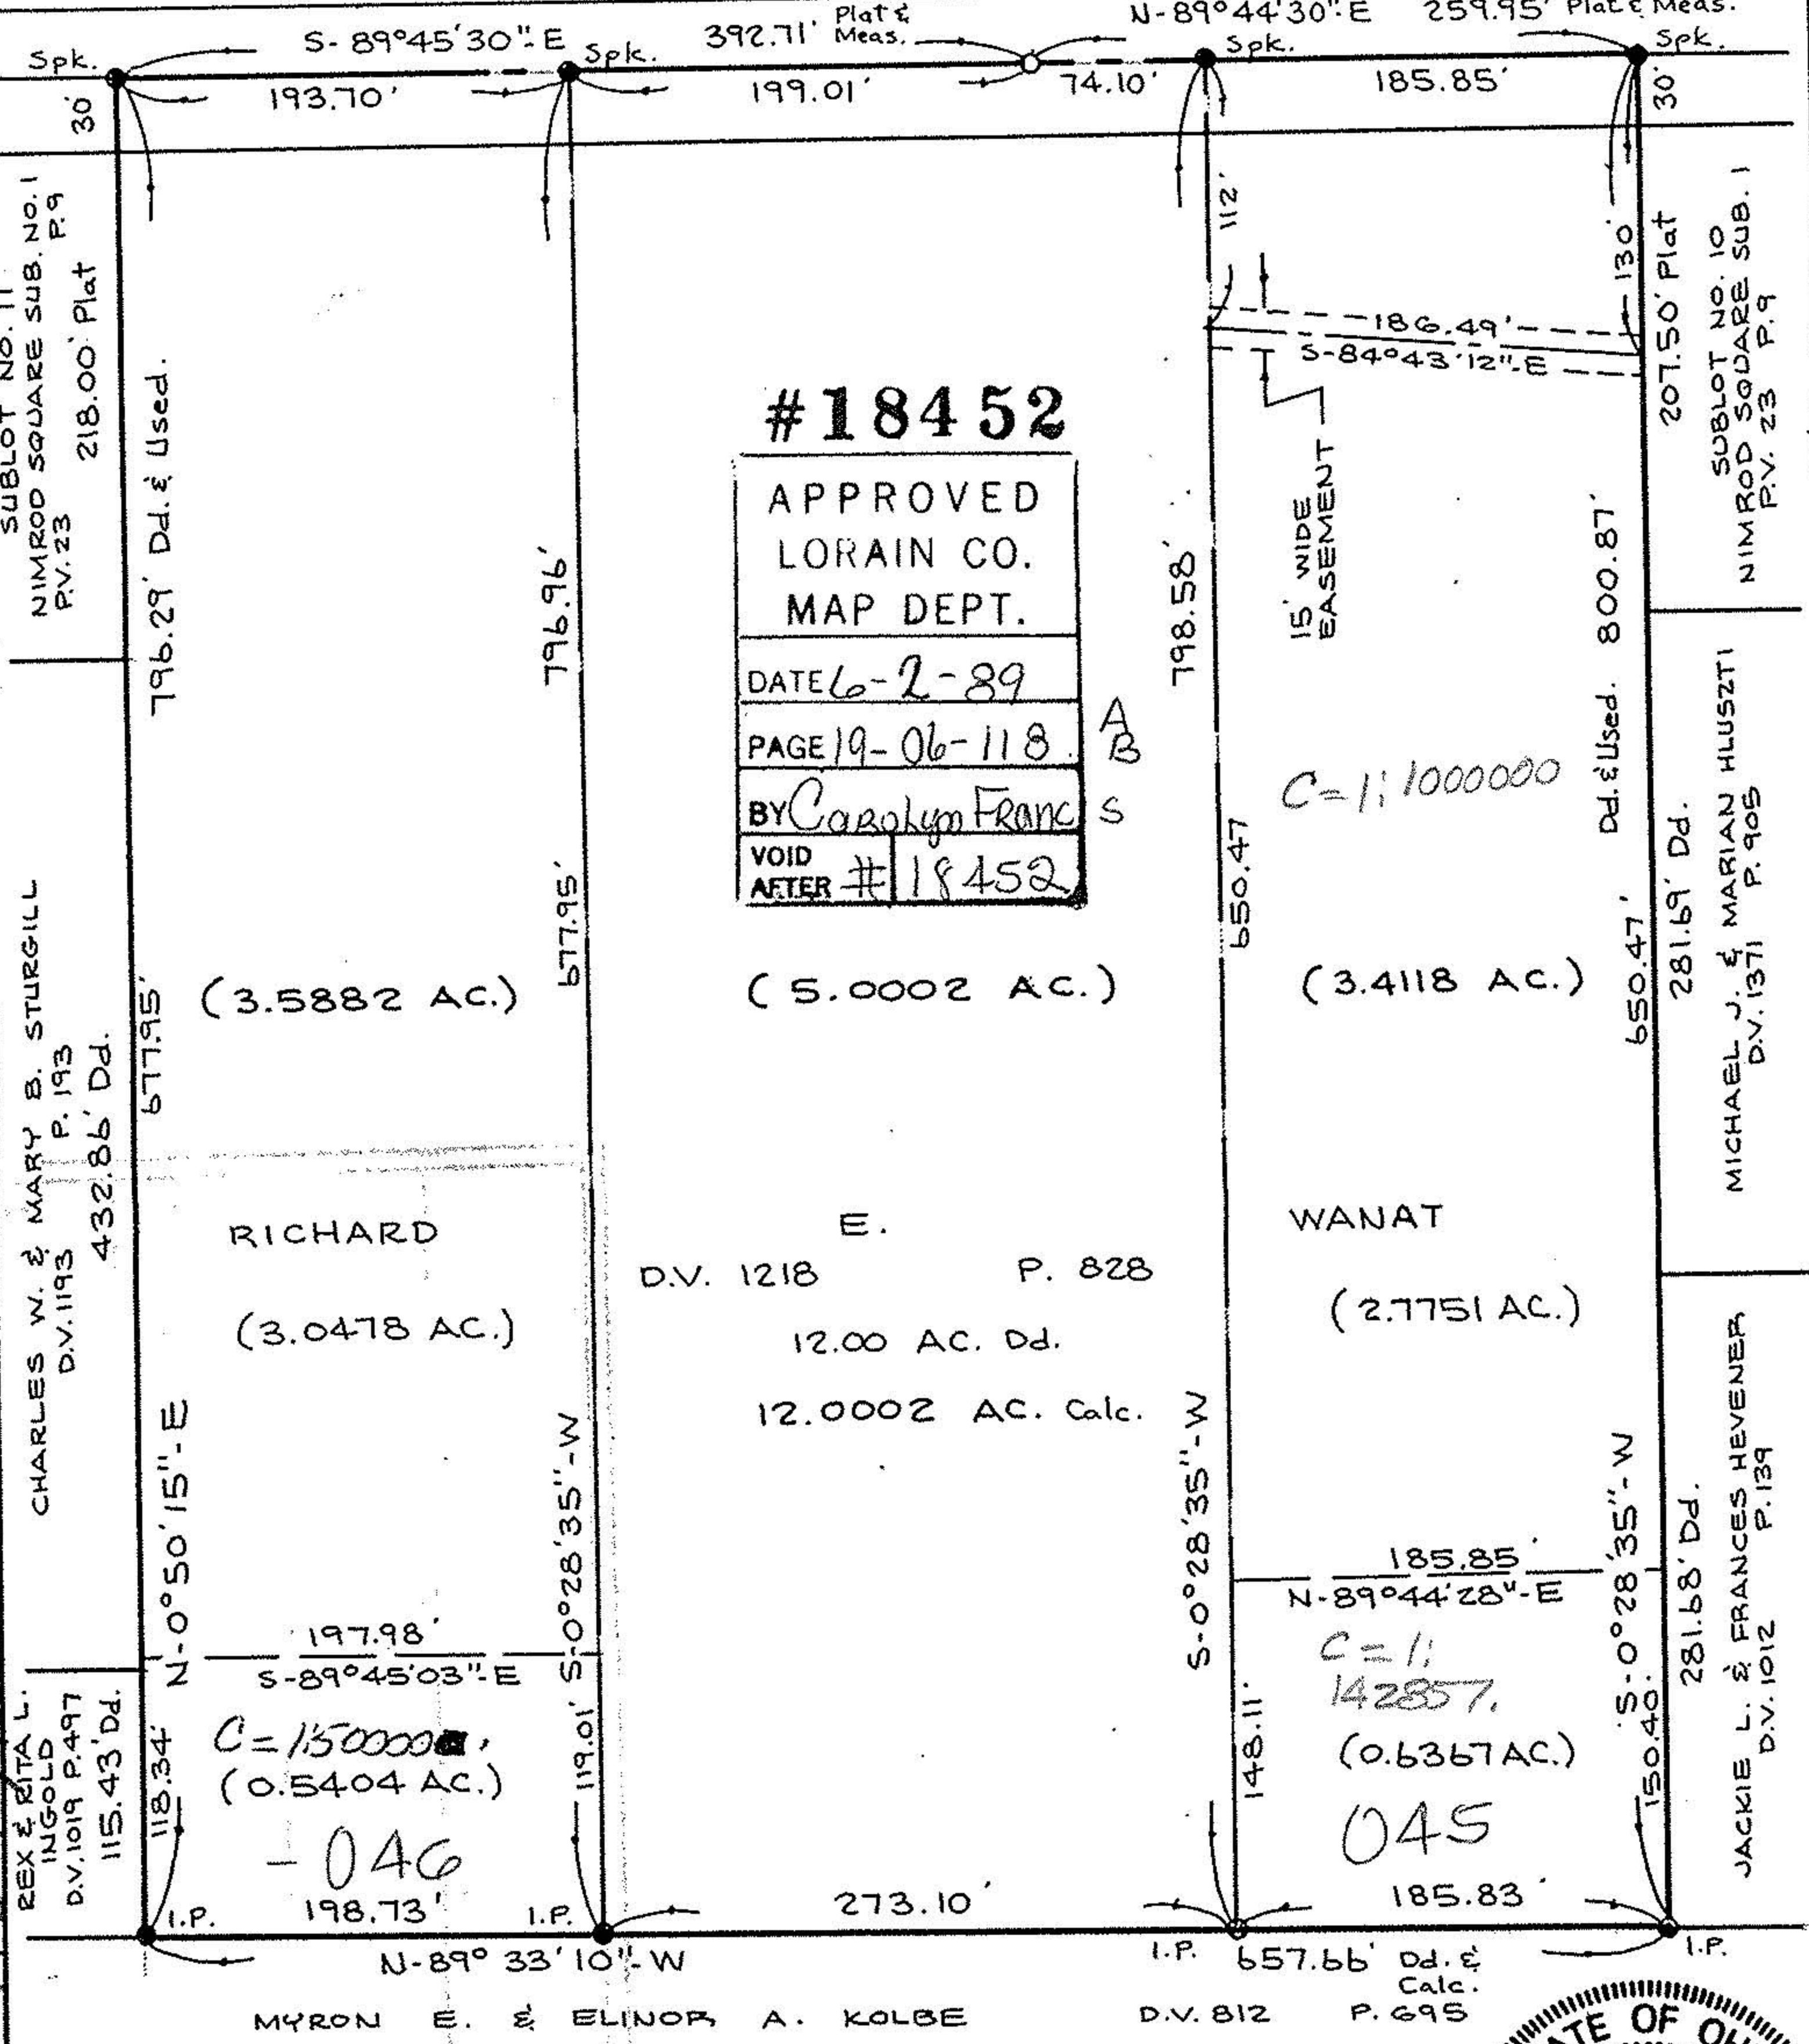 S-89°45'30"-E
392.71' Plat &
Meas.
N-89°44'30"-E
259.95' Plat & Meas.
Spk.
Spk.
Spk.
Spk.
30'
193.70'
199.01'
74.10'
185.85'
30'
SUBLOT NO. 11
NIMROD SQUARE SUB. NO. 1
P.V. 23 P.9
218.00' Plat
796.29' Dd. & Used.
796.96'
112'
130'
186.49'
S-84°43'12"-E
15' WIDE
EASEMENT
207.50' Plat
SUBLOT NO. 10
NIMROD SQUARE SUB. 1
P.V. 23 P.9
#18452
APPROVED
LORAIN CO.
MAP DEPT.
DATE 6-2-89
PAGE 19-06-118 A
B
BY Carolyn Franc s
VOID
AFTER # 18452
798.58'
Dd. & Used. 800.87'
C=1:1000000
677.95'
677.95'
650.47
650.47'
(3.5882 AC.)
(5.0002 AC.)
(3.4118 AC.)
CHARLES W. & MARY B. STURGILL
D.V. 1193 P. 193
432.86' Dd.
281.69' Dd.
MICHAEL J. & MARIAN HLUSZTI
D.V. 1371 P. 905
RICHARD
E.
WANAT
D.V. 1218 P. 828
(3.0478 AC.)
12.00 AC. Dd.
(2.7751 AC.)
12.0002 AC. Calc.
N-0°50'15"-E
S-0°28'35"-W
S-0°28'35"-W
S-0°28'35"-W
281.68' Dd.
JACKIE L. & FRANCES HEVENER
D.V. 1012 P. 139
185.85'
N-89°44'28"-E
197.98'
S-89°45'03"-E
REX & RITA L.
INGOLD
D.V. 1019 P.497
115.43' Dd.
118.34'
C=1:500000
(0.5404 AC.)
-046
119.01'
148.11'
C=1:
142857.
(0.6367 AC.)
045
150.40'
I.P.
198.73'
I.P.
273.10'
185.83'
N-89°33'10"-W
I.P.
657.66' Dd. &
Calc.
I.P.
MYRON E. & ELINOR A. KOLBE
D.V. 812 P. 695